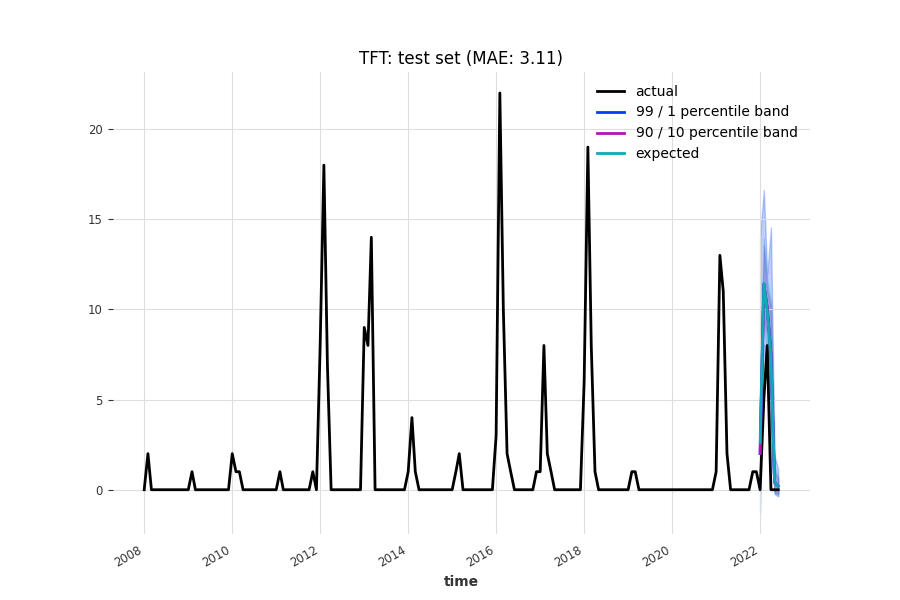 TFT: test set (MAE: 3.11)
actual
99 / 1 percentile band
90 / 10 percentile band
expected
20
15
10
5
0
2008
2010
2012
2014
2016
2018
2020
2022
time